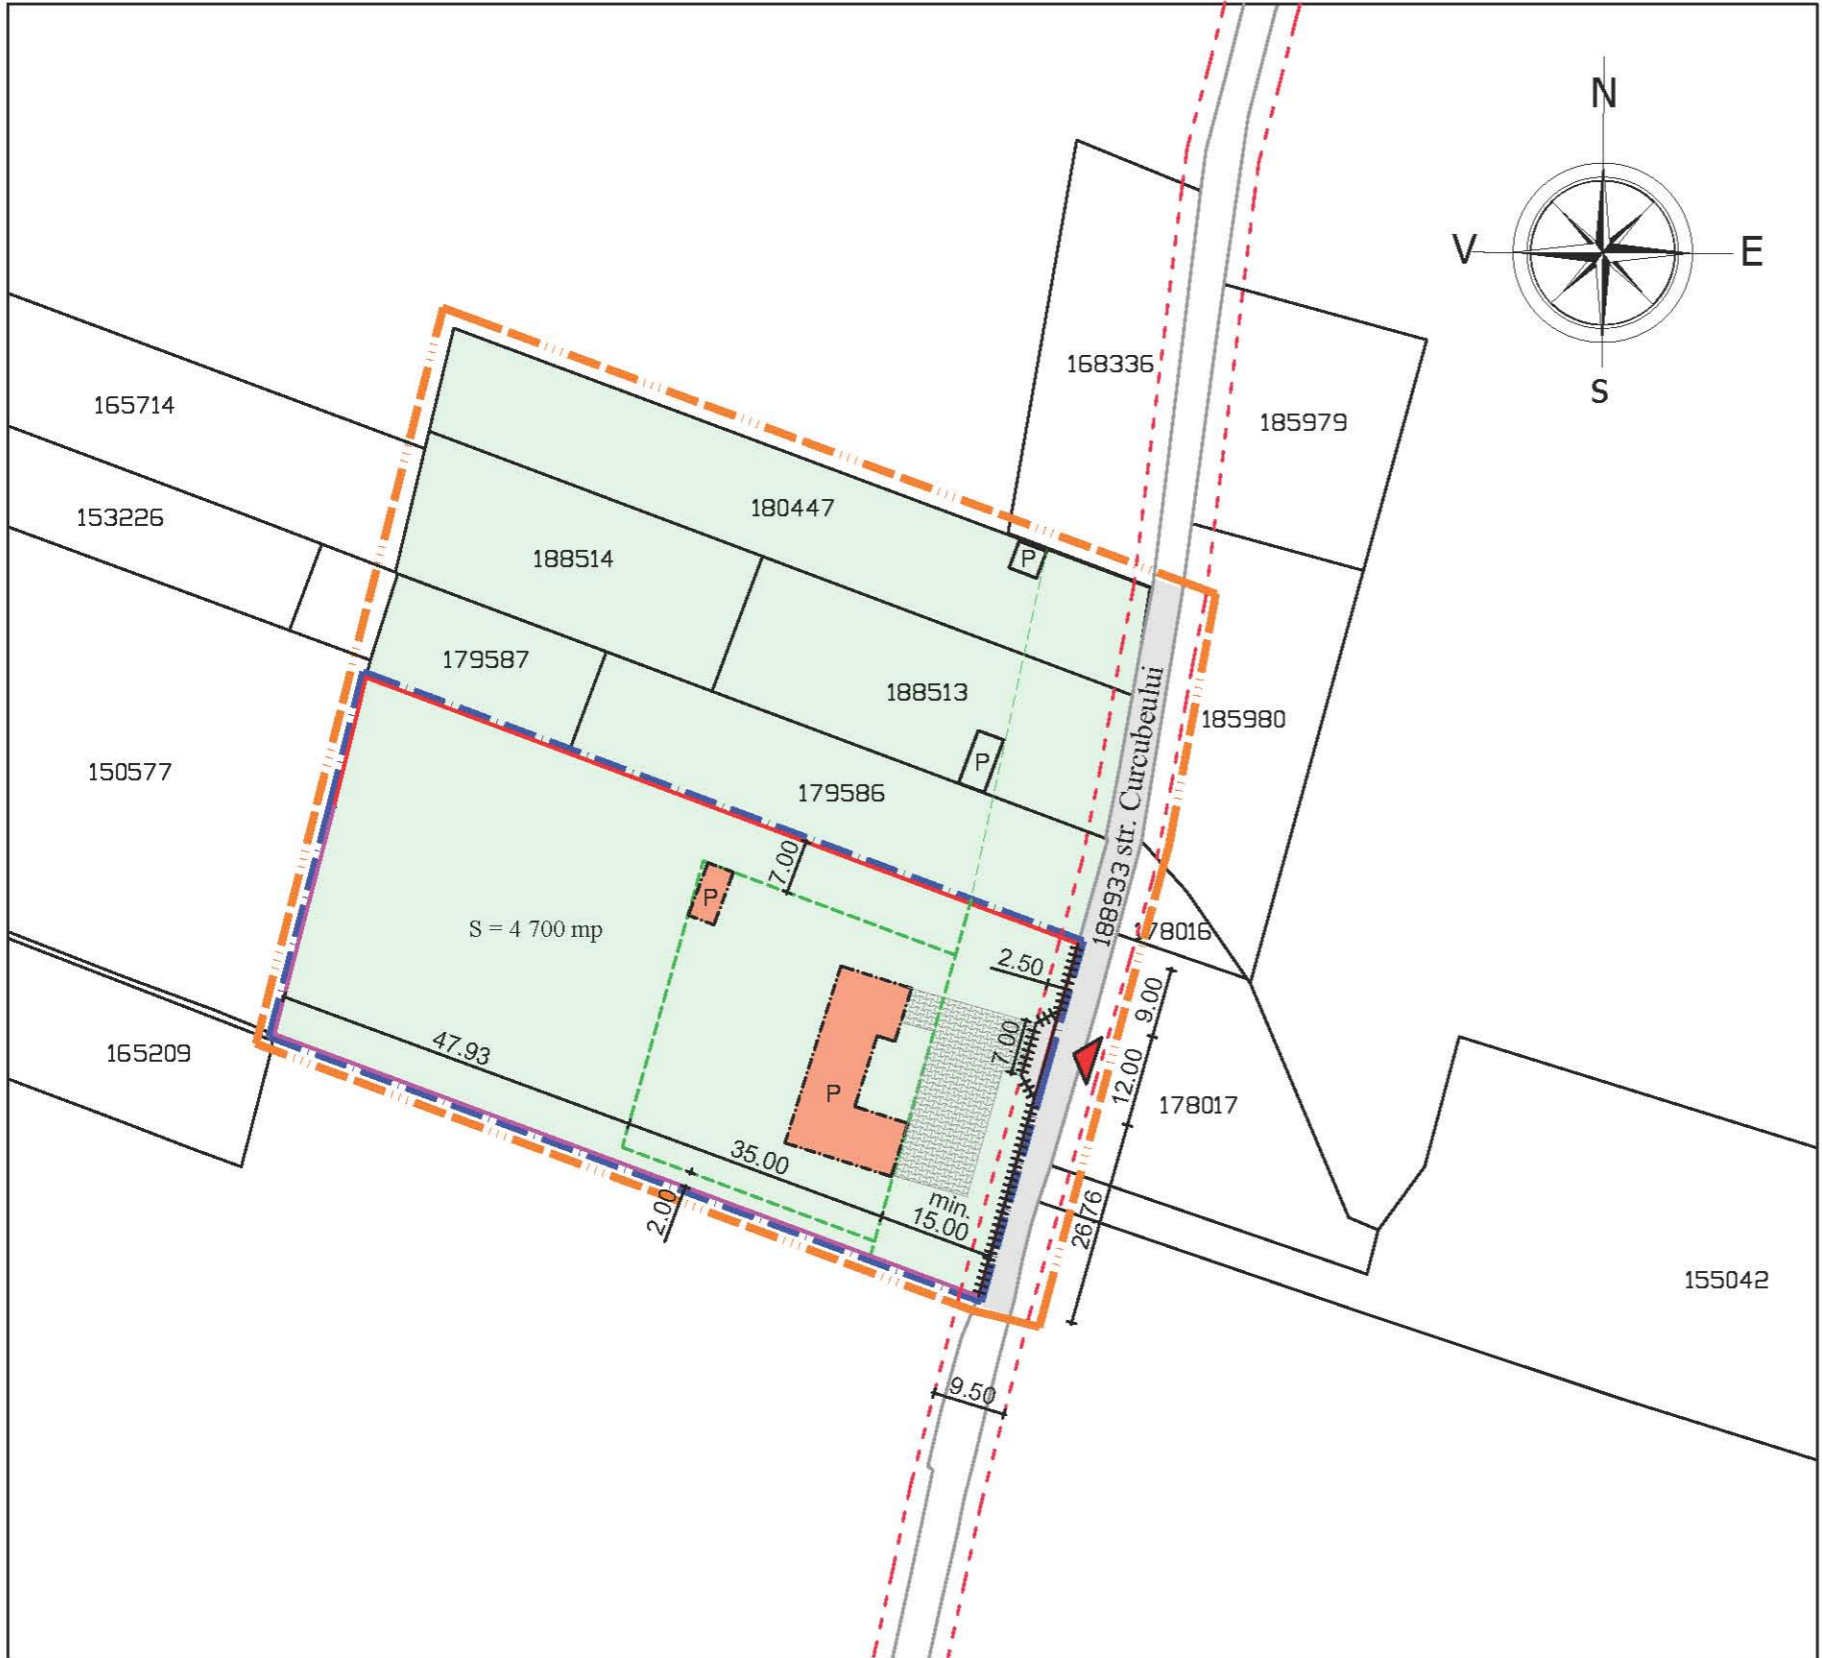 N
V
E
S
168336
185979
165714
180447
153226
188514
179587
188513
185980
150577
179586
188933 str. Curcubeului
7.00
P
P
P
S = 4 700 mp
178016
2.50
9.00
7.00
47.93
165209
12.00
P
178017
35.00
2.00
min.
15.00
26.76
155042
9.50